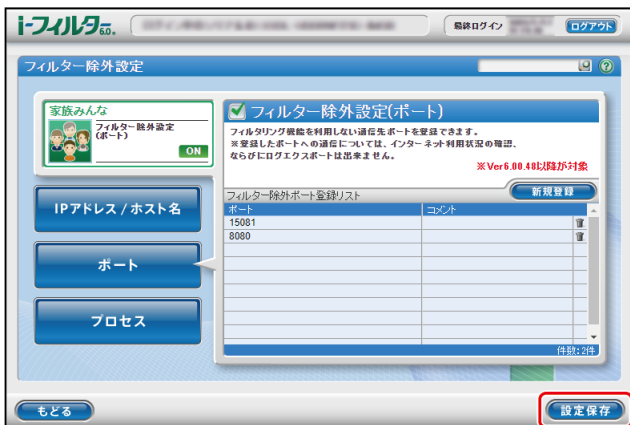 i-フィルター 6.0.
最終ログイン
ログアウト
フィルター除外設定
家族みんな
フィルター除外設定
(ポート)
ON
IPアドレス / ホスト名
ポート
プロセス
フィルター除外設定(ポート)
フィルタリング機能を利用しない通信先ポートを登録できます。
※登録したポートへの通信については、インターネット利用状況の確認、
ならびにログエクスポートは出来ません。
※Ver6.00.48以降が対象
フィルター除外ポート登録リスト
新規登録
ポート コメント
15081
8080
件数:2件
もどる
設定保存